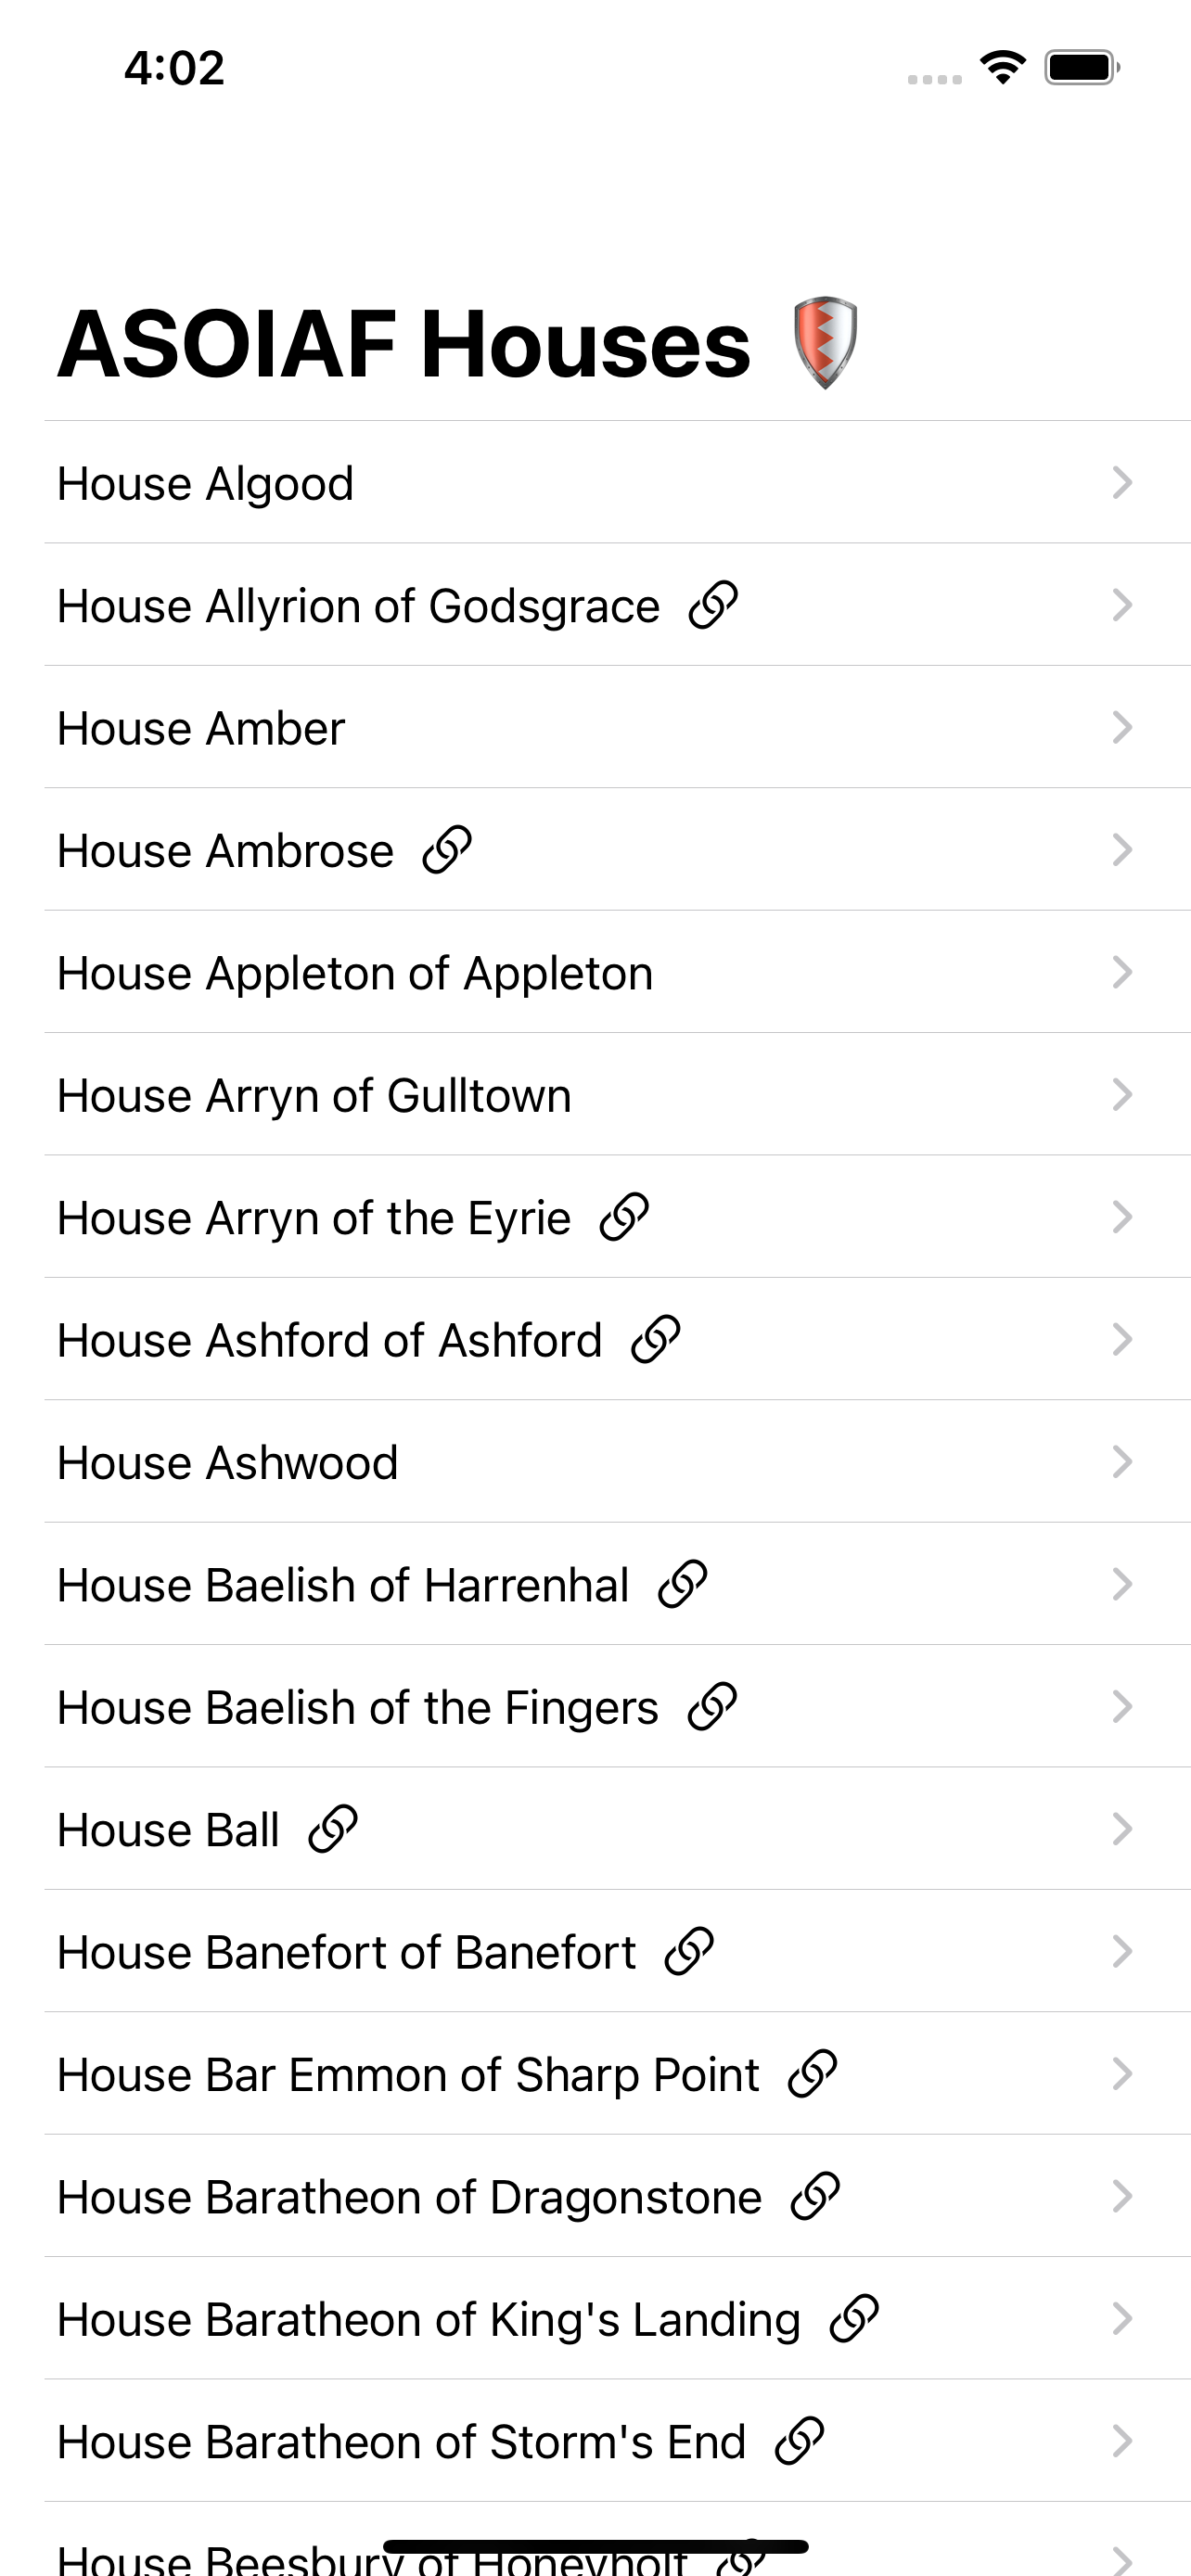 4:02
ASOIAF Houses
House Algood
House Allyrion of Godsgrace
House Amber
House Ambrose
House Appleton of Appleton
House Arryn of Gulltown
House Arryn of the Eyrie
House Ashford of Ashford
House Ashwood
House Baelish of Harrenhal
House Baelish of the Fingers
House Ball
House Banefort of Banefort
House Bar Emmon of Sharp Point
House Baratheon of Dragonstone
House Baratheon of King's Landing
House Baratheon of Storm's End
House Beesbury of Honeyholt